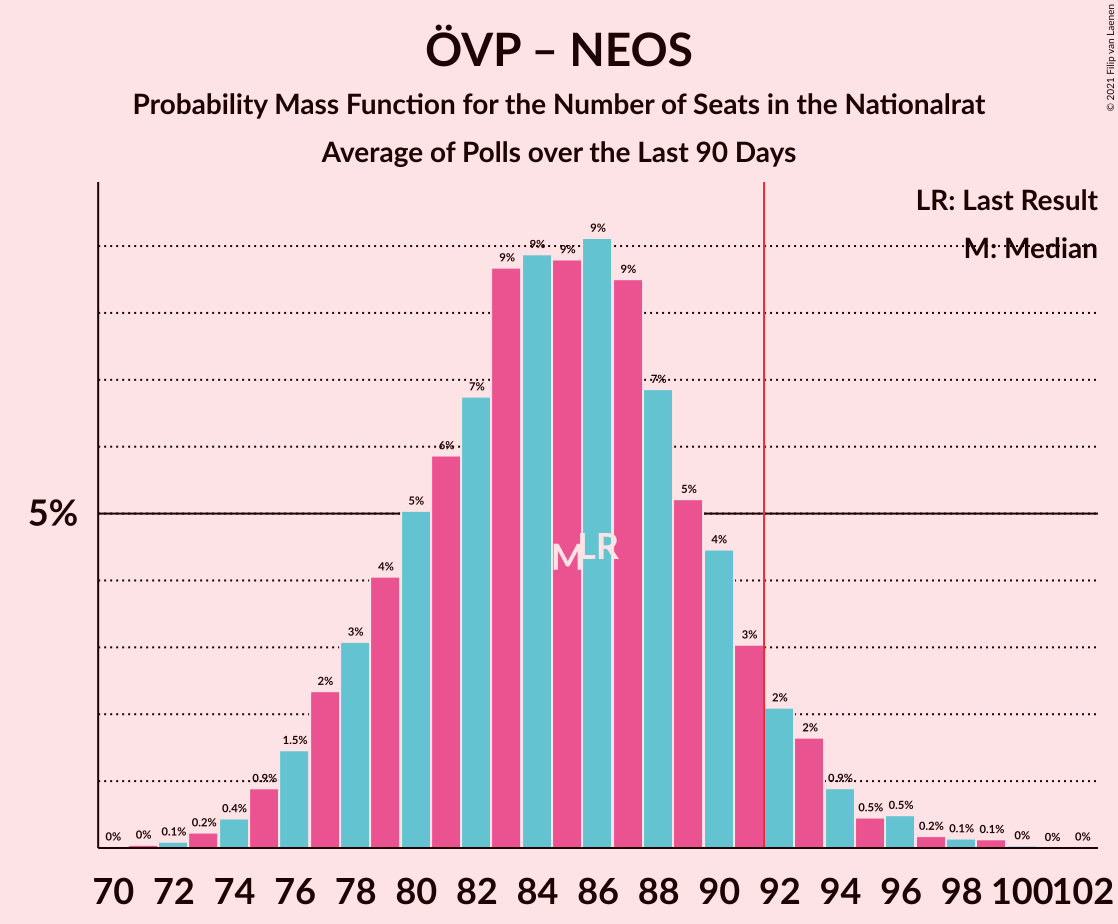 ÖVP – NEOS
Probability Mass Function for the Number of Seats in the Nationalrat
Average of Polls over the Last 90 Days
© 2021 Filip van Laenen
LR: Last Result
M: Median
5%
0% 0% 0.1% 0.2% 0.4% 0.9% 1.5% 2% 3% 4% 5% 6% 7% 9% 9% 9% 9% 9% 7% 5% 4% 3% 2% 2% 0.9% 0.5% 0.5% 0.2% 0.1% 0.1% 0% 0% 0%
M LR
70 72 74 76 78 80 82 84 86 88 90 92 94 96 98 100 102